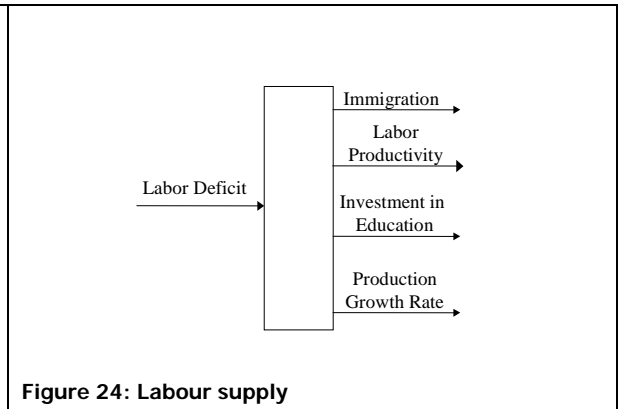 Immigration
Labor
Productivity
Labor Deficit
Investment in
Education
Production
Growth Rate
Figure 24: Labour supply